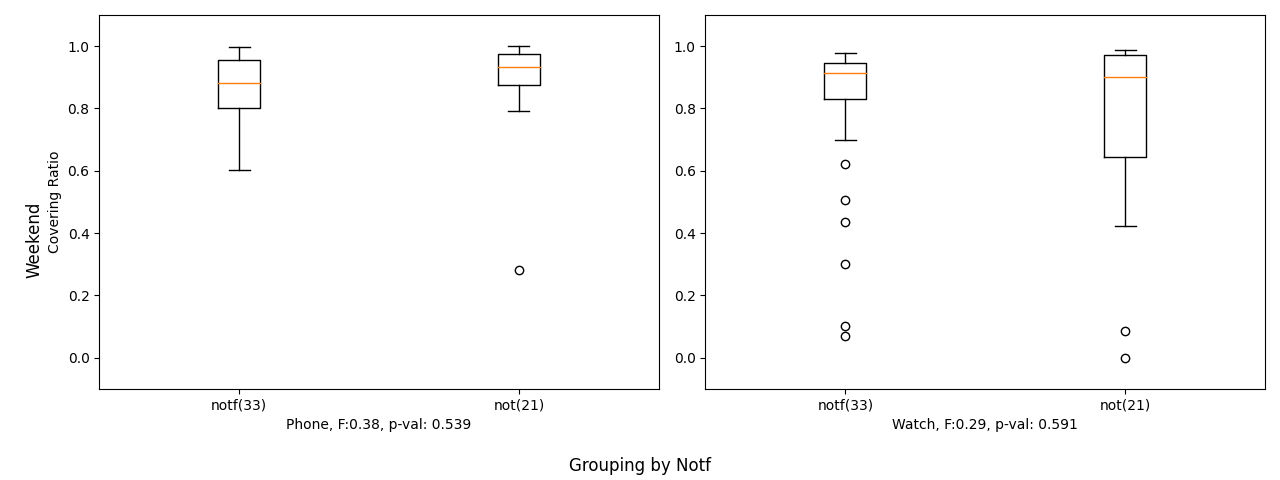 Weekend
Covering Ratio
1.0
0.8
0.6
0.4
0.2
0.0
notf(33)
not(21)
Phone, F:0.38, p-val: 0.539
1.0
0.8
0.6
0.4
0.2
0.0
notf(33)
not(21)
Watch, F:0.29, p-val: 0.591
Grouping by Notf